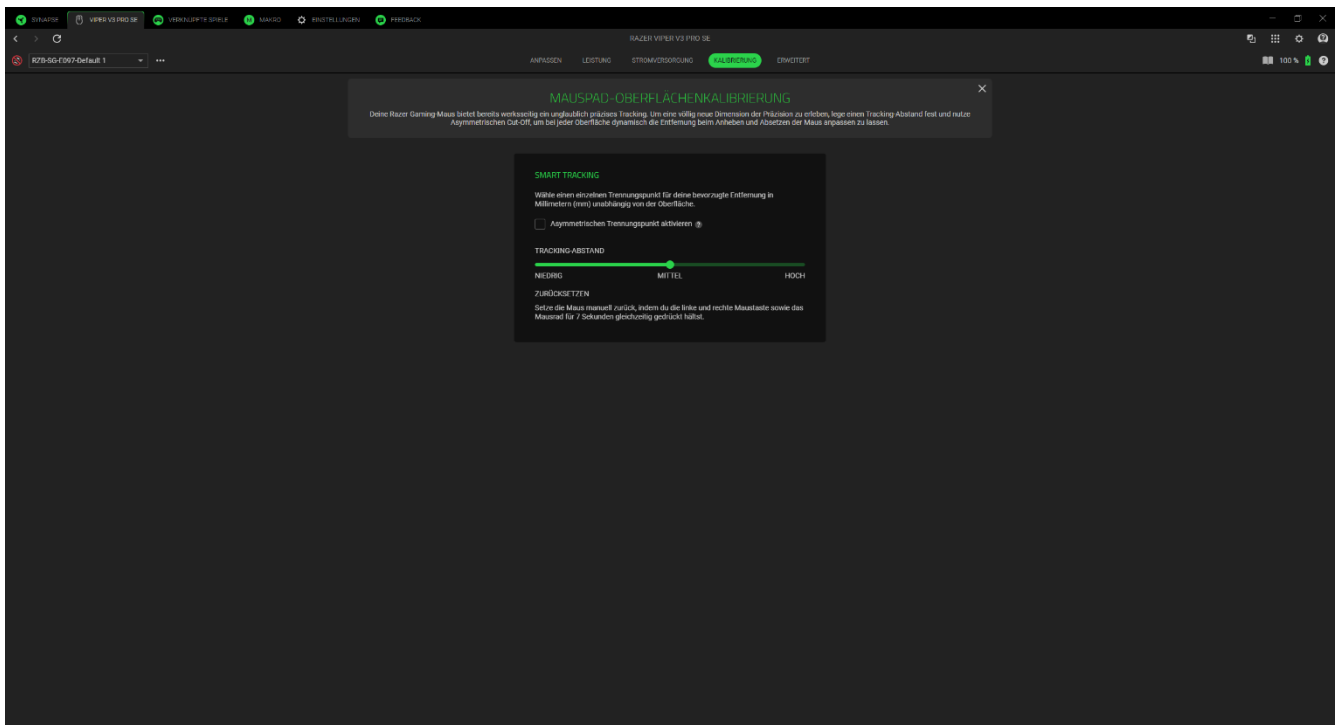 SYNAPSE
VIPER V3 PRO SE
VERKNÜPFTE SPIELE
MAKRO
EINSTELLUNGEN
FEEDBACK
RAZER VIPER V3 PRO SE
RZB-SG-E097-Default 1
ANPASSEN
LEISTUNG
STROMVERSORGUNG
KALIBRIERUNG
ERWEITERT
100 %
MAUSPAD-OBERFLÄCHENKALIBRIERUNG
Deine Razer Gaming-Maus bietet bereits werksseitig ein unglaublich präzises Tracking. Um eine völlig neue Dimension der Präzision zu erleben, lege einen Tracking-Abstand fest und nutze
Asymmetrischen Cut-Off, um bei jeder Oberfläche dynamisch die Entfernung beim Anheben und Absetzen der Maus anpassen zu lassen.
SMART TRACKING
Wähle einen einzelnen Trennungspunkt für deine bevorzugte Entfernung in
Millimetern (mm) unabhängig von der Oberfläche.
Asymmetrischen Trennungspunkt aktivieren
TRACKING-ABSTAND
NIEDRIG
MITTEL
HOCH
ZURÜCKSETZEN
Setze die Maus manuell zurück, indem du die linke und rechte Maustaste sowie das
Mausrad für 7 Sekunden gleichzeitig gedrückt hältst.